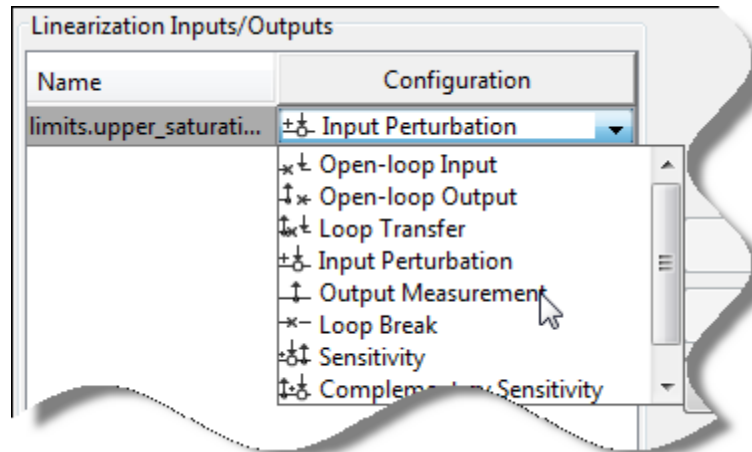 Linearization Inputs/Outputs
Name Configuration
limits.upper_saturati... Input Perturbation
Open-loop Input
Open-loop Output
Loop Transfer
Input Perturbation
Output Measurement
Loop Break
Sensitivity
Complementary Sensitivity